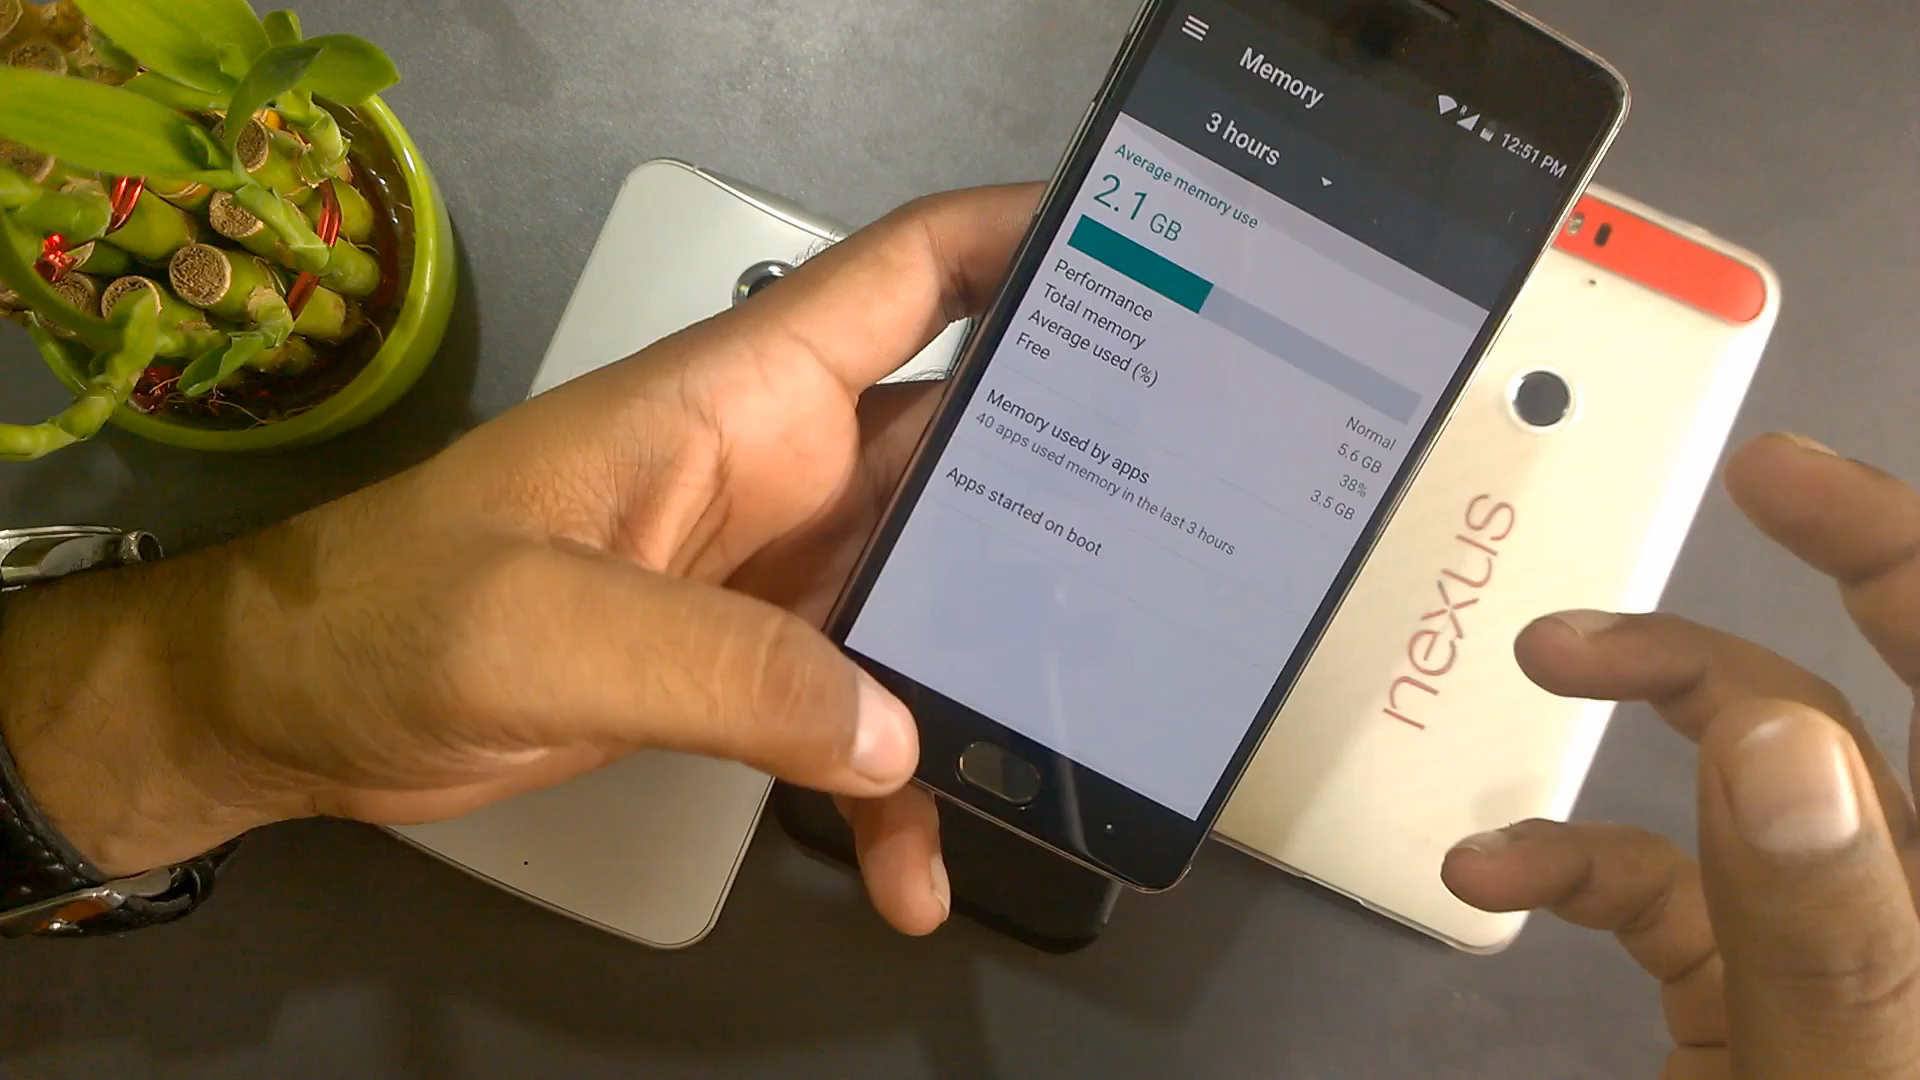 Memory
12:51 PM
3 hours
Average memory use
2.1 GB
Performance Normal
Total memory 5.6 GB
Average used (%) 38%
Free 3.5 GB
Memory used by apps
40 apps used memory in the last 3 hours
Apps started on boot
nexus